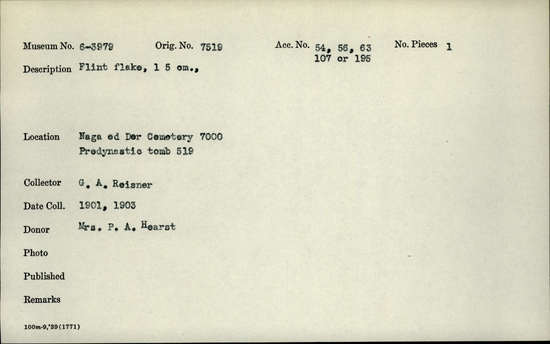 Museum No. 6-3979 Orig. No. 7519 Acc. No. 54, 56, 63 No. Pieces 1
107 or 195
Description Flint flake, l 5 cm.,
Location Naga ed Der Cemetery 7000
Predynastic tomb 519
Collector G. A. Reisner
Date Coll. 1901, 1903
Donor Mrs. P. A. Hearst
Photo
Published
Remarks
100m-9,'39(1771)